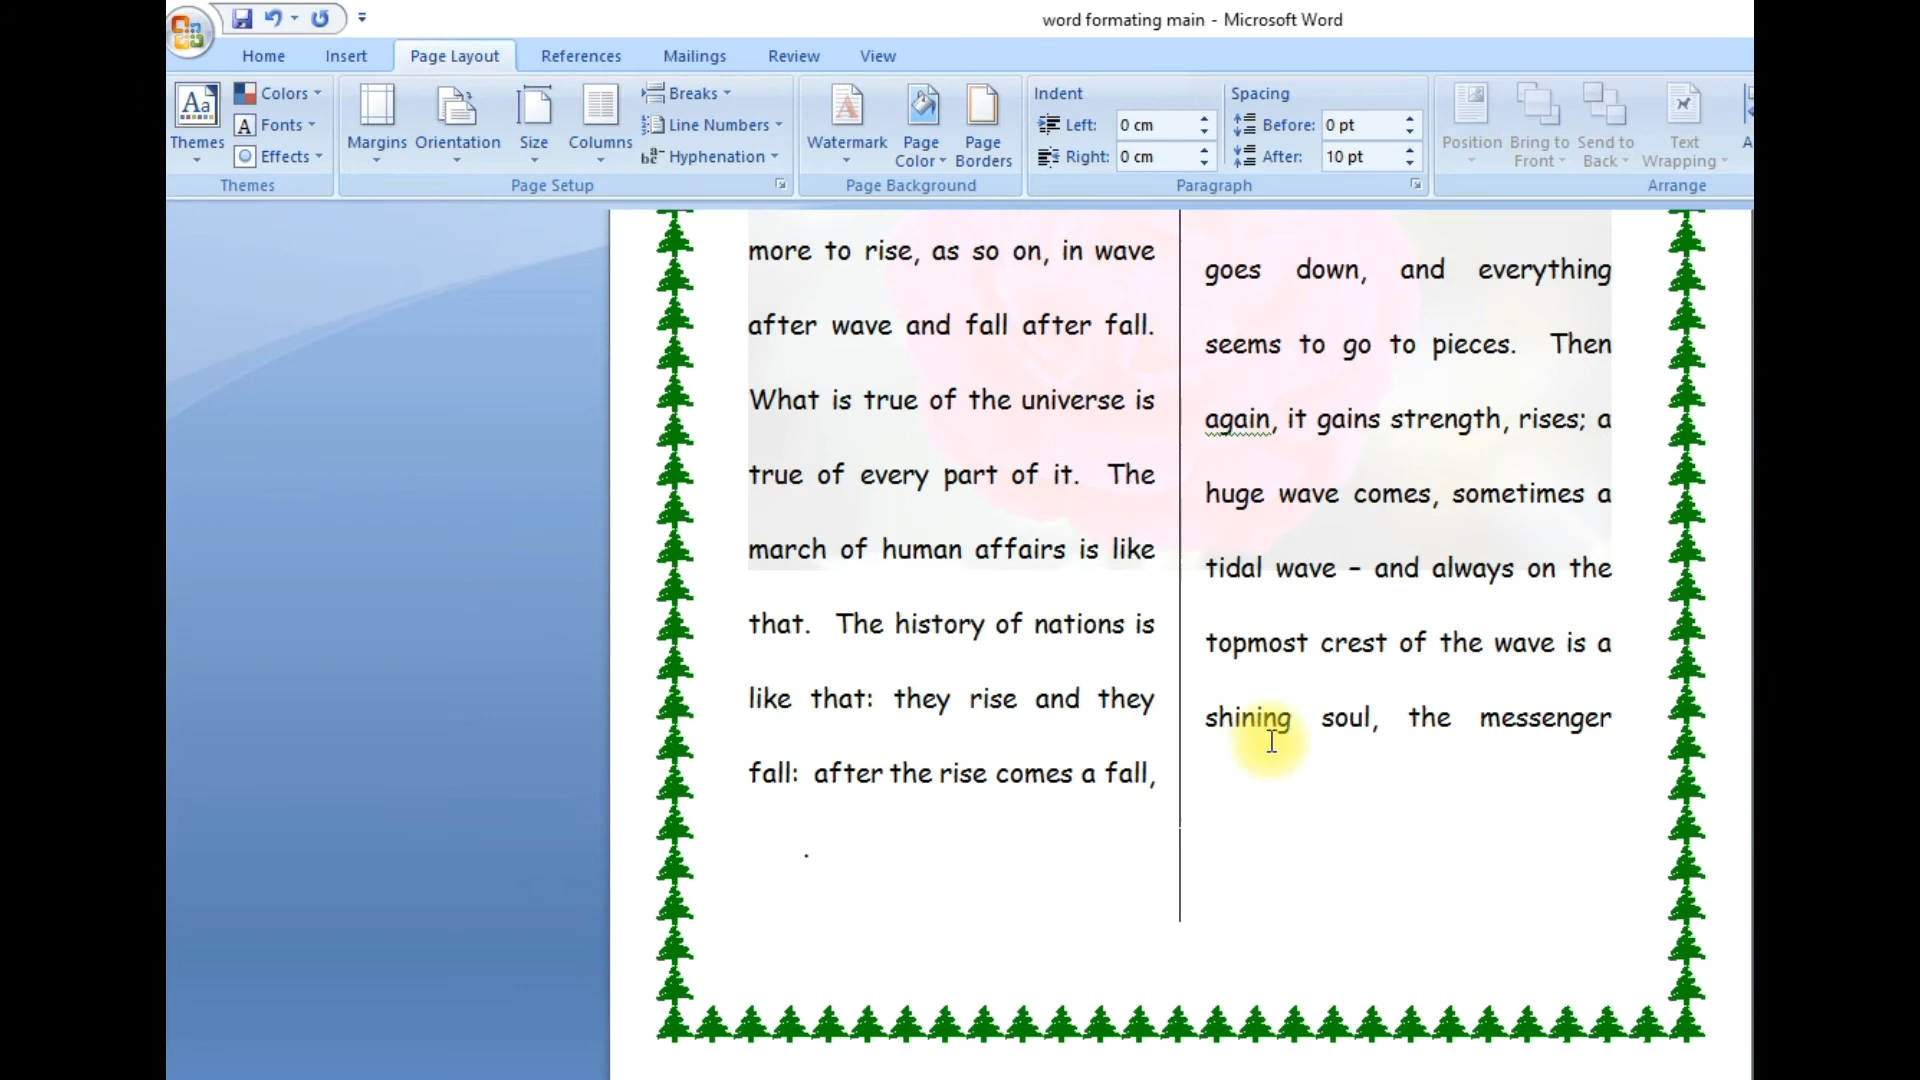 word formating main - Microsoft Word
Home Insert Page Layout References Mailings Review View
Aa Themes
Colors
A Fonts
Effects
Themes
Margins Orientation Size Columns
Breaks
Line Numbers
Hyphenation
Page Setup
Watermark
Page Color
Page Borders
Page Background
Indent
Left: 0 cm
Right: 0 cm
Spacing
Before: 0 pt
After: 10 pt
Paragraph
Position
Bring to Front
Send to Back
Text Wrapping
Arrange
more to rise, as so on, in wave
after wave and fall after fall.
What is true of the universe is
true of every part of it. The
march of human affairs is like
that. The history of nations is
like that: they rise and they
fall: after the rise comes a fall,
.
goes down, and everything
seems to go to pieces. Then
again, it gains strength, rises; a
huge wave comes, sometimes a
tidal wave – and always on the
topmost crest of the wave is a
shining soul, the messenger